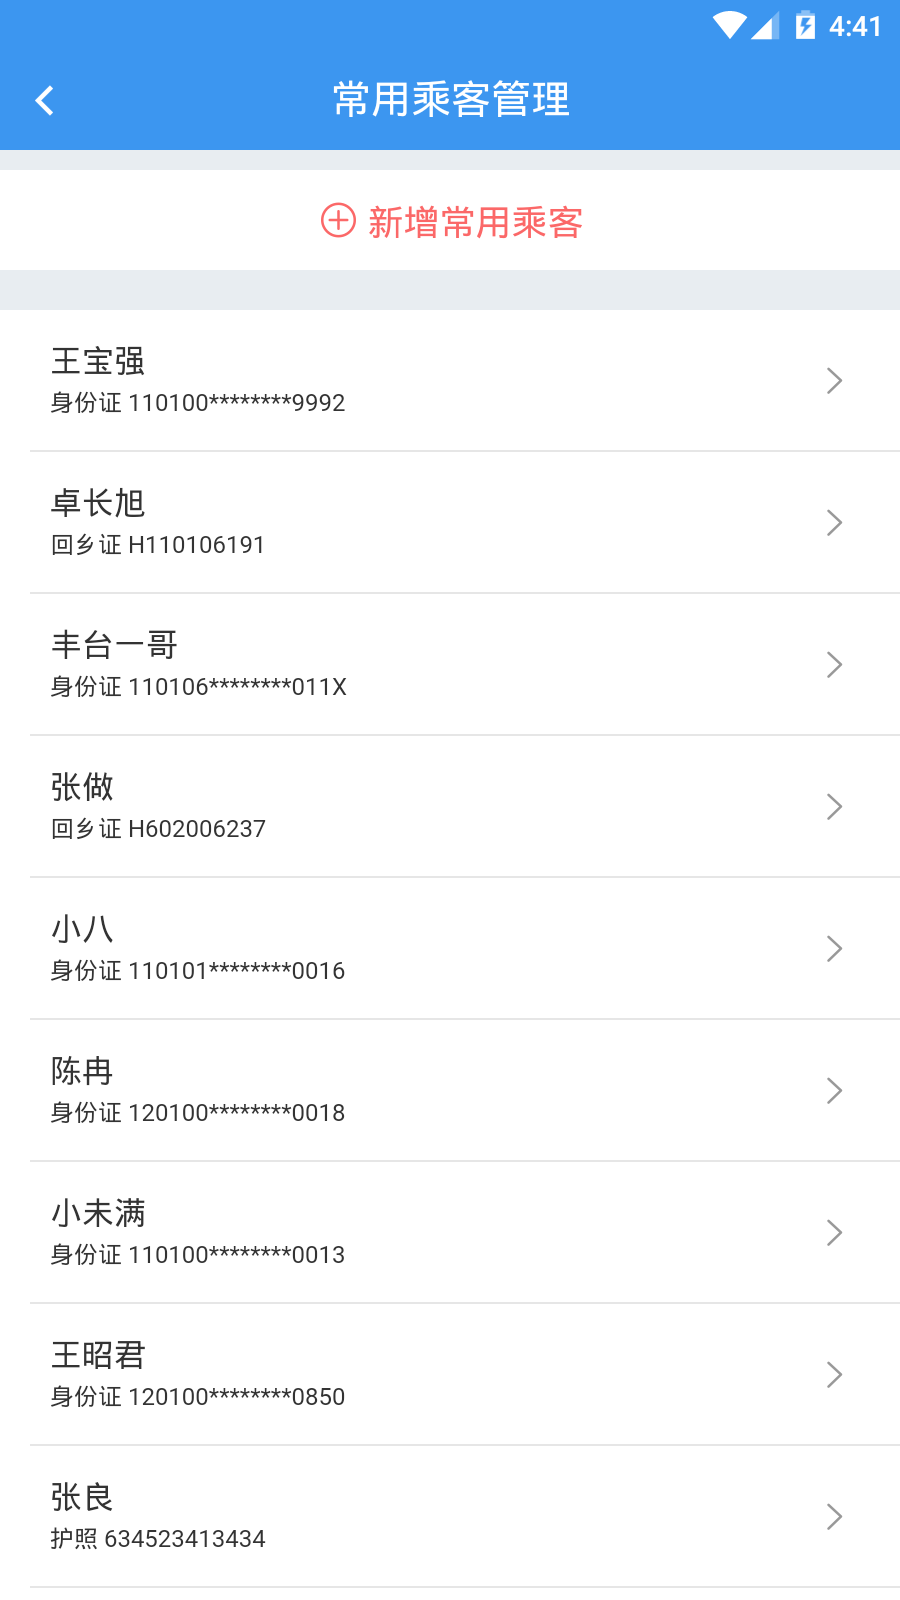 4:41
常用乘客管理
新增常用乘客
王宝强
身份证 110100********9992
卓长旭
回乡证 H110106191
丰台一哥
身份证 110106********011X
张做
回乡证 H602006237
小八
身份证 110101********0016
陈冉
身份证 120100********0018
小未满
身份证 110100********0013
王昭君
身份证 120100********0850
张良
护照 634523413434